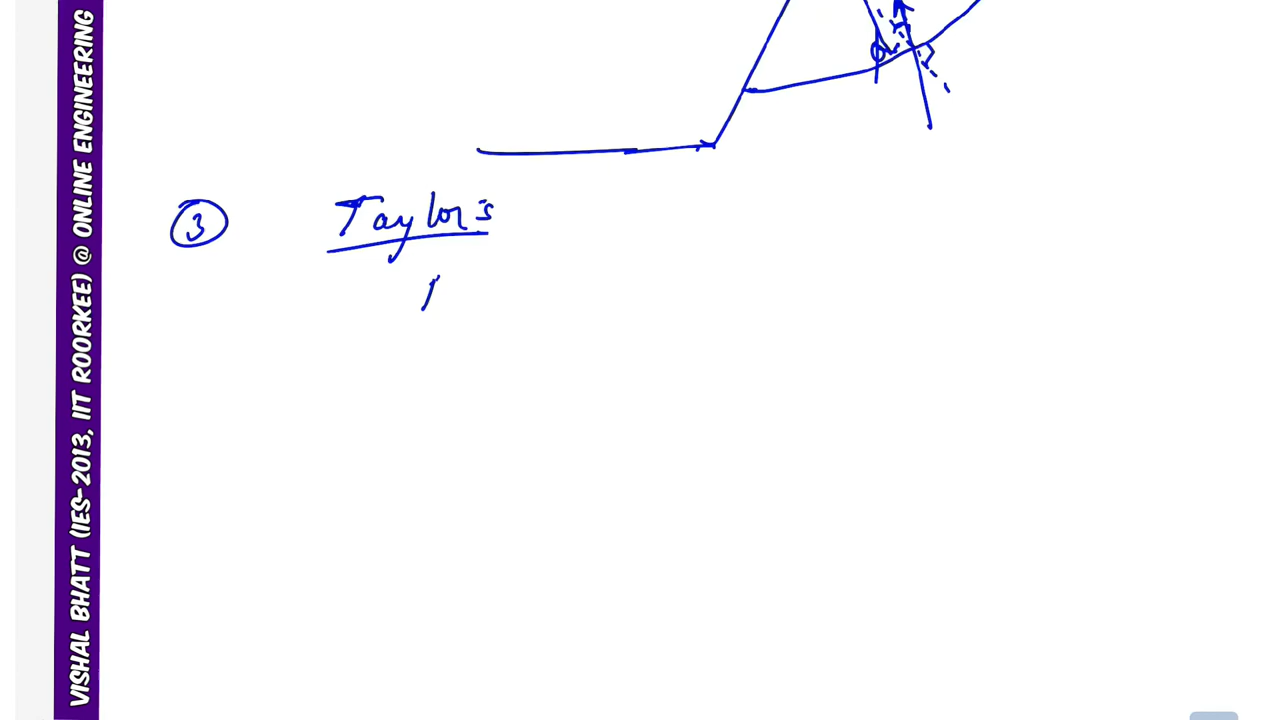 VISHAL BHATT (IES-2013, IIT ROORKEE) @ ONLINE ENGINEERING
φ
3 Taylor's